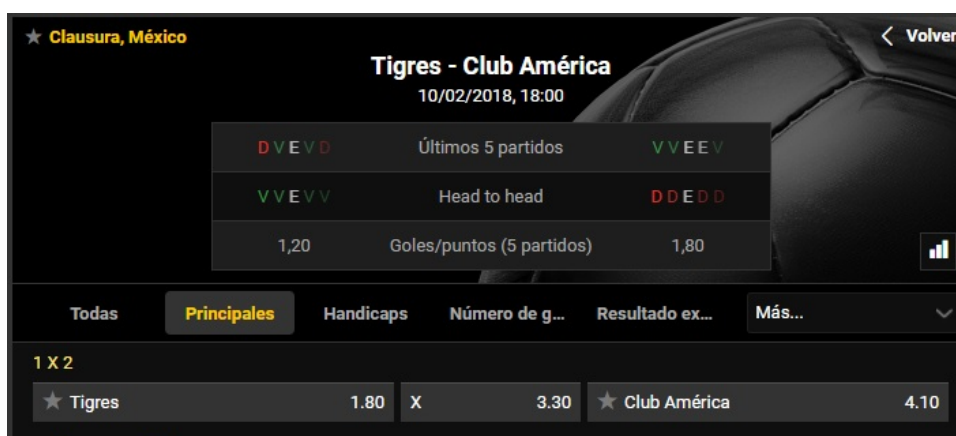 ★ Clausura, México
Volver
Tigres - Club América
10/02/2018, 18:00
D V E V D Últimos 5 partidos V V E E V
V V E V V Head to head D D E D D
1,20 Goles/puntos (5 partidos) 1,80
Todas Principales Handicaps Número de g... Resultado ex... Más...
1 X 2
★ Tigres 1.80 X 3.30 ★ Club América 4.10